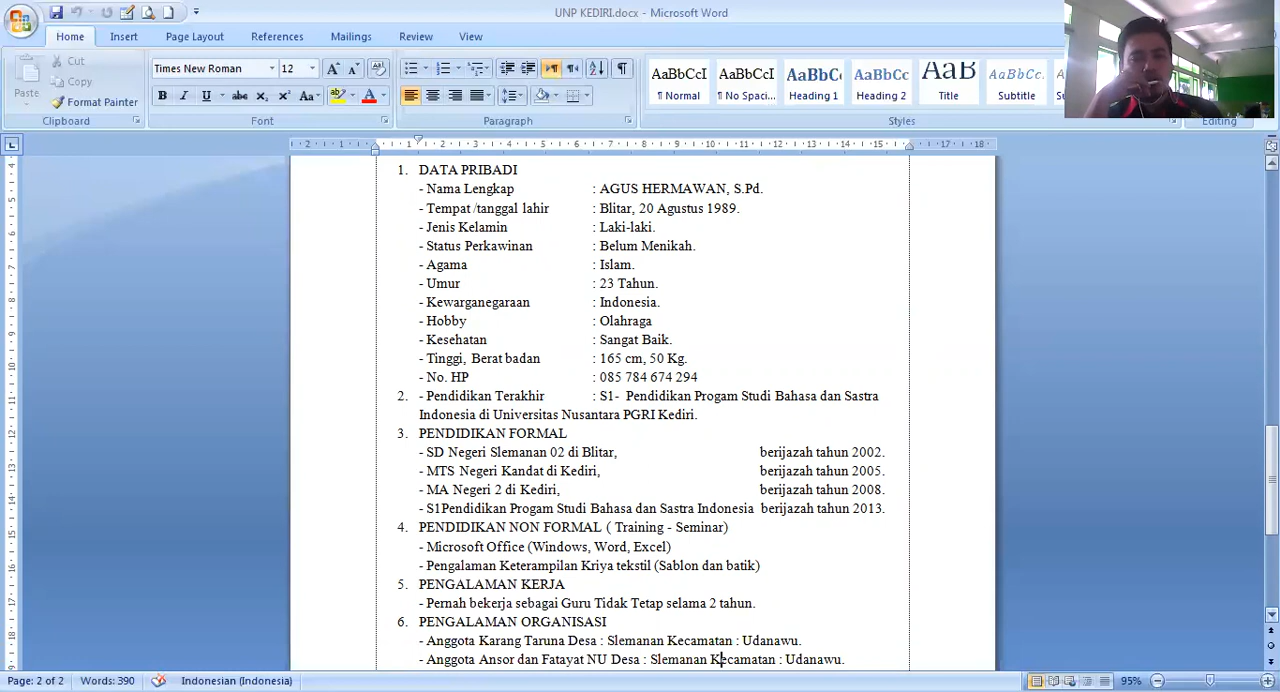 UNP KEDIRI.docx - Microsoft Word
Home Insert Page Layout References Mailings Review View
Cut
Copy
Paste
Format Painter
Times New Roman 12
B I U abc X₂ X² Aa
AaBbCcI AaBbCcI AaBbC AaBbCc AaB AaBbCc.
¶ Normal ¶ No Spaci... Heading 1 Heading 2 Title Subtitle
Clipboard Font Paragraph Styles Editing
1. DATA PRIBADI
- Nama Lengkap : AGUS HERMAWAN, S.Pd.
- Tempat /tanggal lahir : Blitar, 20 Agustus 1989.
- Jenis Kelamin : Laki-laki.
- Status Perkawinan : Belum Menikah.
- Agama : Islam.
- Umur : 23 Tahun.
- Kewarganegaraan : Indonesia.
- Hobby : Olahraga
- Kesehatan : Sangat Baik.
- Tinggi, Berat badan : 165 cm, 50 Kg.
- No. HP : 085 784 674 294
2. - Pendidikan Terakhir : S1- Pendidikan Progam Studi Bahasa dan Sastra
Indonesia di Universitas Nusantara PGRI Kediri.
3. PENDIDIKAN FORMAL
- SD Negeri Slemanan 02 di Blitar, berijazah tahun 2002.
- MTS Negeri Kandat di Kediri, berijazah tahun 2005.
- MA Negeri 2 di Kediri, berijazah tahun 2008.
- S1Pendidikan Progam Studi Bahasa dan Sastra Indonesia berijazah tahun 2013.
4. PENDIDIKAN NON FORMAL ( Training - Seminar)
- Microsoft Office (Windows, Word, Excel)
- Pengalaman Keterampilan Kriya tekstil (Sablon dan batik)
5. PENGALAMAN KERJA
- Pernah bekerja sebagai Guru Tidak Tetap selama 2 tahun.
6. PENGALAMAN ORGANISASI
- Anggota Karang Taruna Desa : Slemanan Kecamatan : Udanawu.
- Anggota Ansor dan Fatayat NU Desa : Slemanan Kecamatan : Udanawu.
Page: 2 of 2 Words: 390 Indonesian (Indonesia) 95%